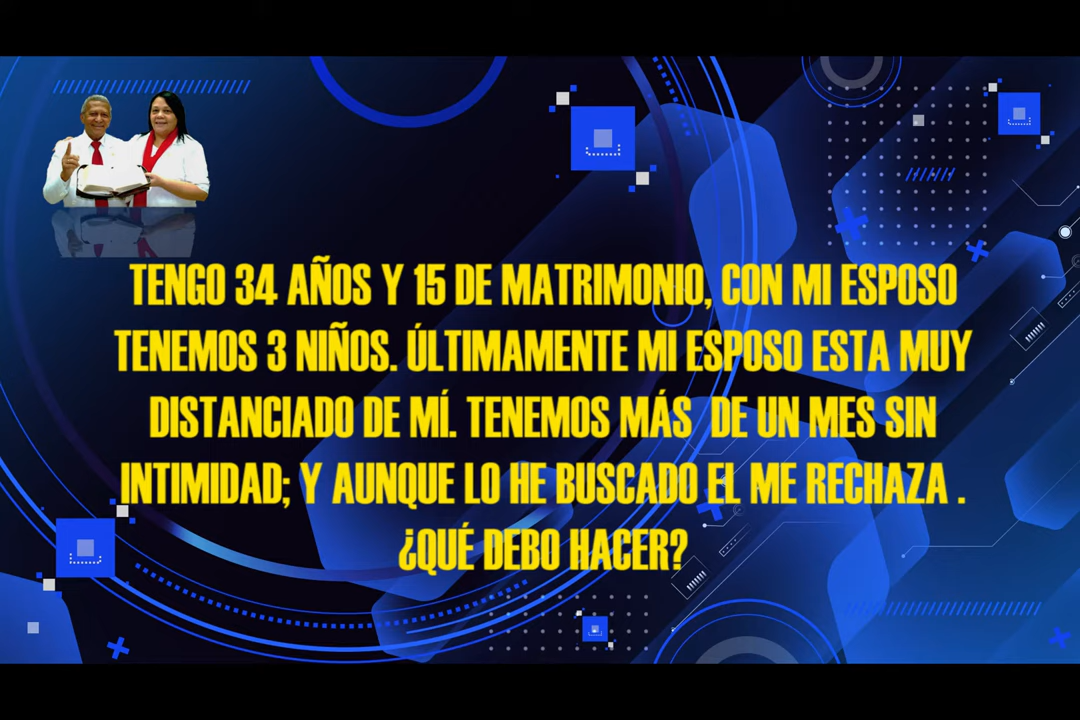 TENGO 34 AÑOS Y 15 DE MATRIMONIO, CON MI ESPOSO
TENEMOS 3 NIÑOS. ÚLTIMAMENTE MI ESPOSO ESTA MUY
DISTANCIADO DE MÍ. TENEMOS MÁS  DE UN MES SIN
INTIMIDAD; Y AUNQUE LO HE BUSCADO EL ME RECHAZA .
¿QUÉ DEBO HACER?